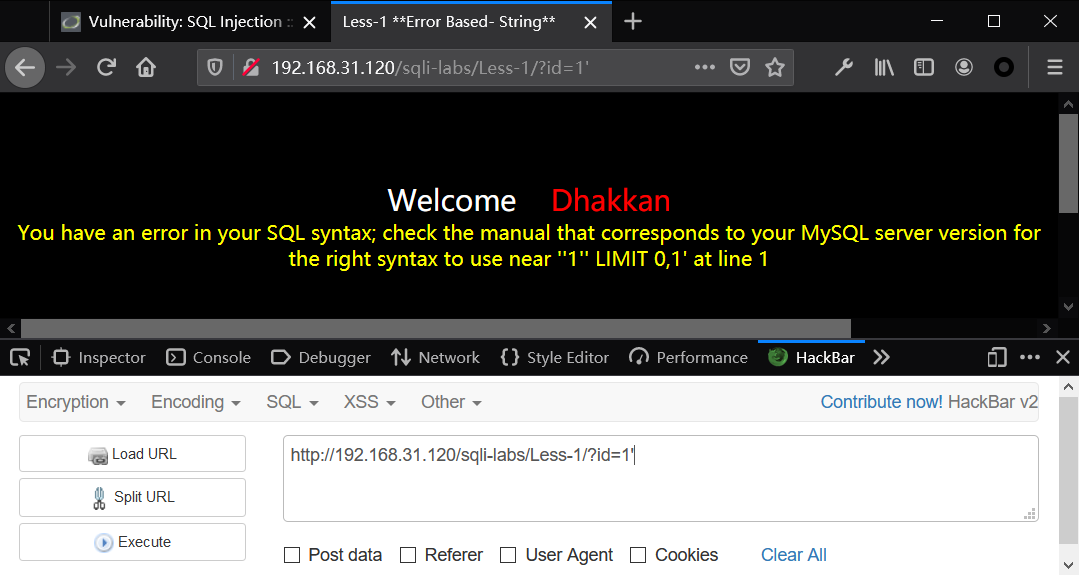 Vulnerability: SQL Injection :
Less-1 **Error Based- String**
192.168.31.120/sqli-labs/Less-1/?id=1'
Welcome Dhakkan
You have an error in your SQL syntax; check the manual that corresponds to your MySQL server version for
the right syntax to use near ''1'' LIMIT 0,1' at line 1
Inspector Console Debugger Network Style Editor Performance HackBar
Encryption Encoding SQL XSS Other Contribute now! HackBar v2
Load URL
http://192.168.31.120/sqli-labs/Less-1/?id=1'
Split URL
Execute
Post data Referer User Agent Cookies Clear All